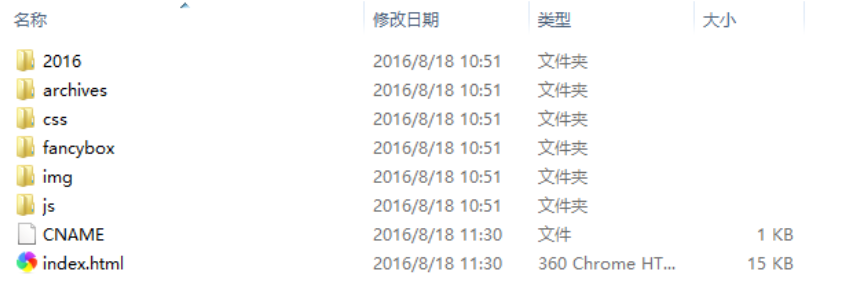 名称 修改日期 类型 大小
2016 2016/8/18 10:51 文件夹
archives 2016/8/18 10:51 文件夹
css 2016/8/18 10:51 文件夹
fancybox 2016/8/18 10:51 文件夹
img 2016/8/18 10:51 文件夹
js 2016/8/18 10:51 文件夹
CNAME 2016/8/18 11:30 文件 1 KB
index.html 2016/8/18 11:30 360 Chrome HT... 15 KB